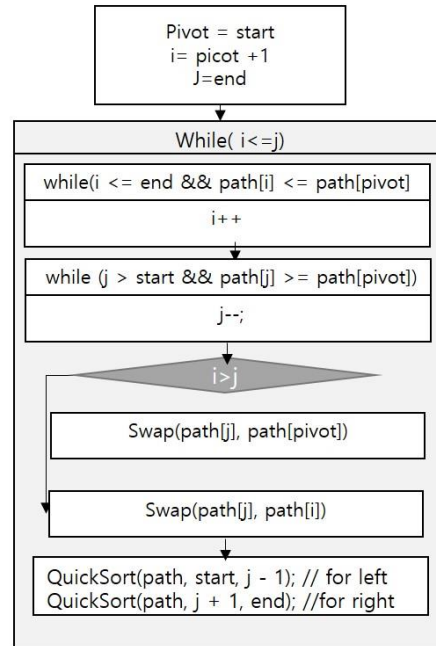 Pivot = start
i= picot +1
J=end
While( i<=j)
while(i <= end && path[i] <= path[pivot]
i++
while (j > start && path[j] >= path[pivot])
j--;
i>j
Swap(path[j], path[pivot])
Swap(path[j], path[i])
QuickSort(path, start, j - 1); // for left
QuickSort(path, j + 1, end); //for right